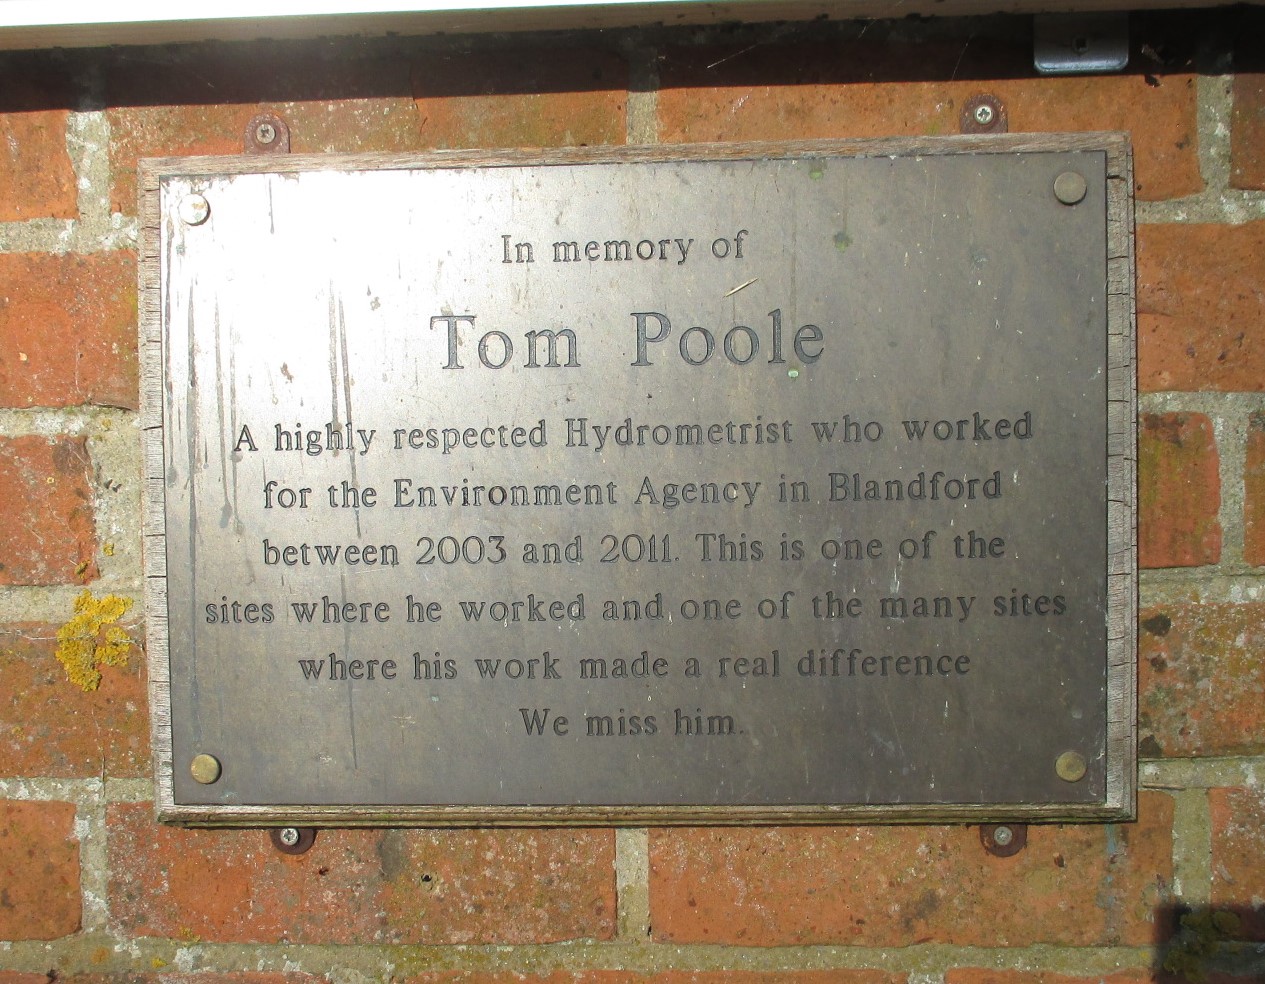 In memory of
Tom Poole
A highly respected Hydrometrist who worked
for the Environment Agency in Blandford
between 2003 and 2011. This is one of the
sites where he worked and one of the many sites
where his work made a real difference
We miss him.